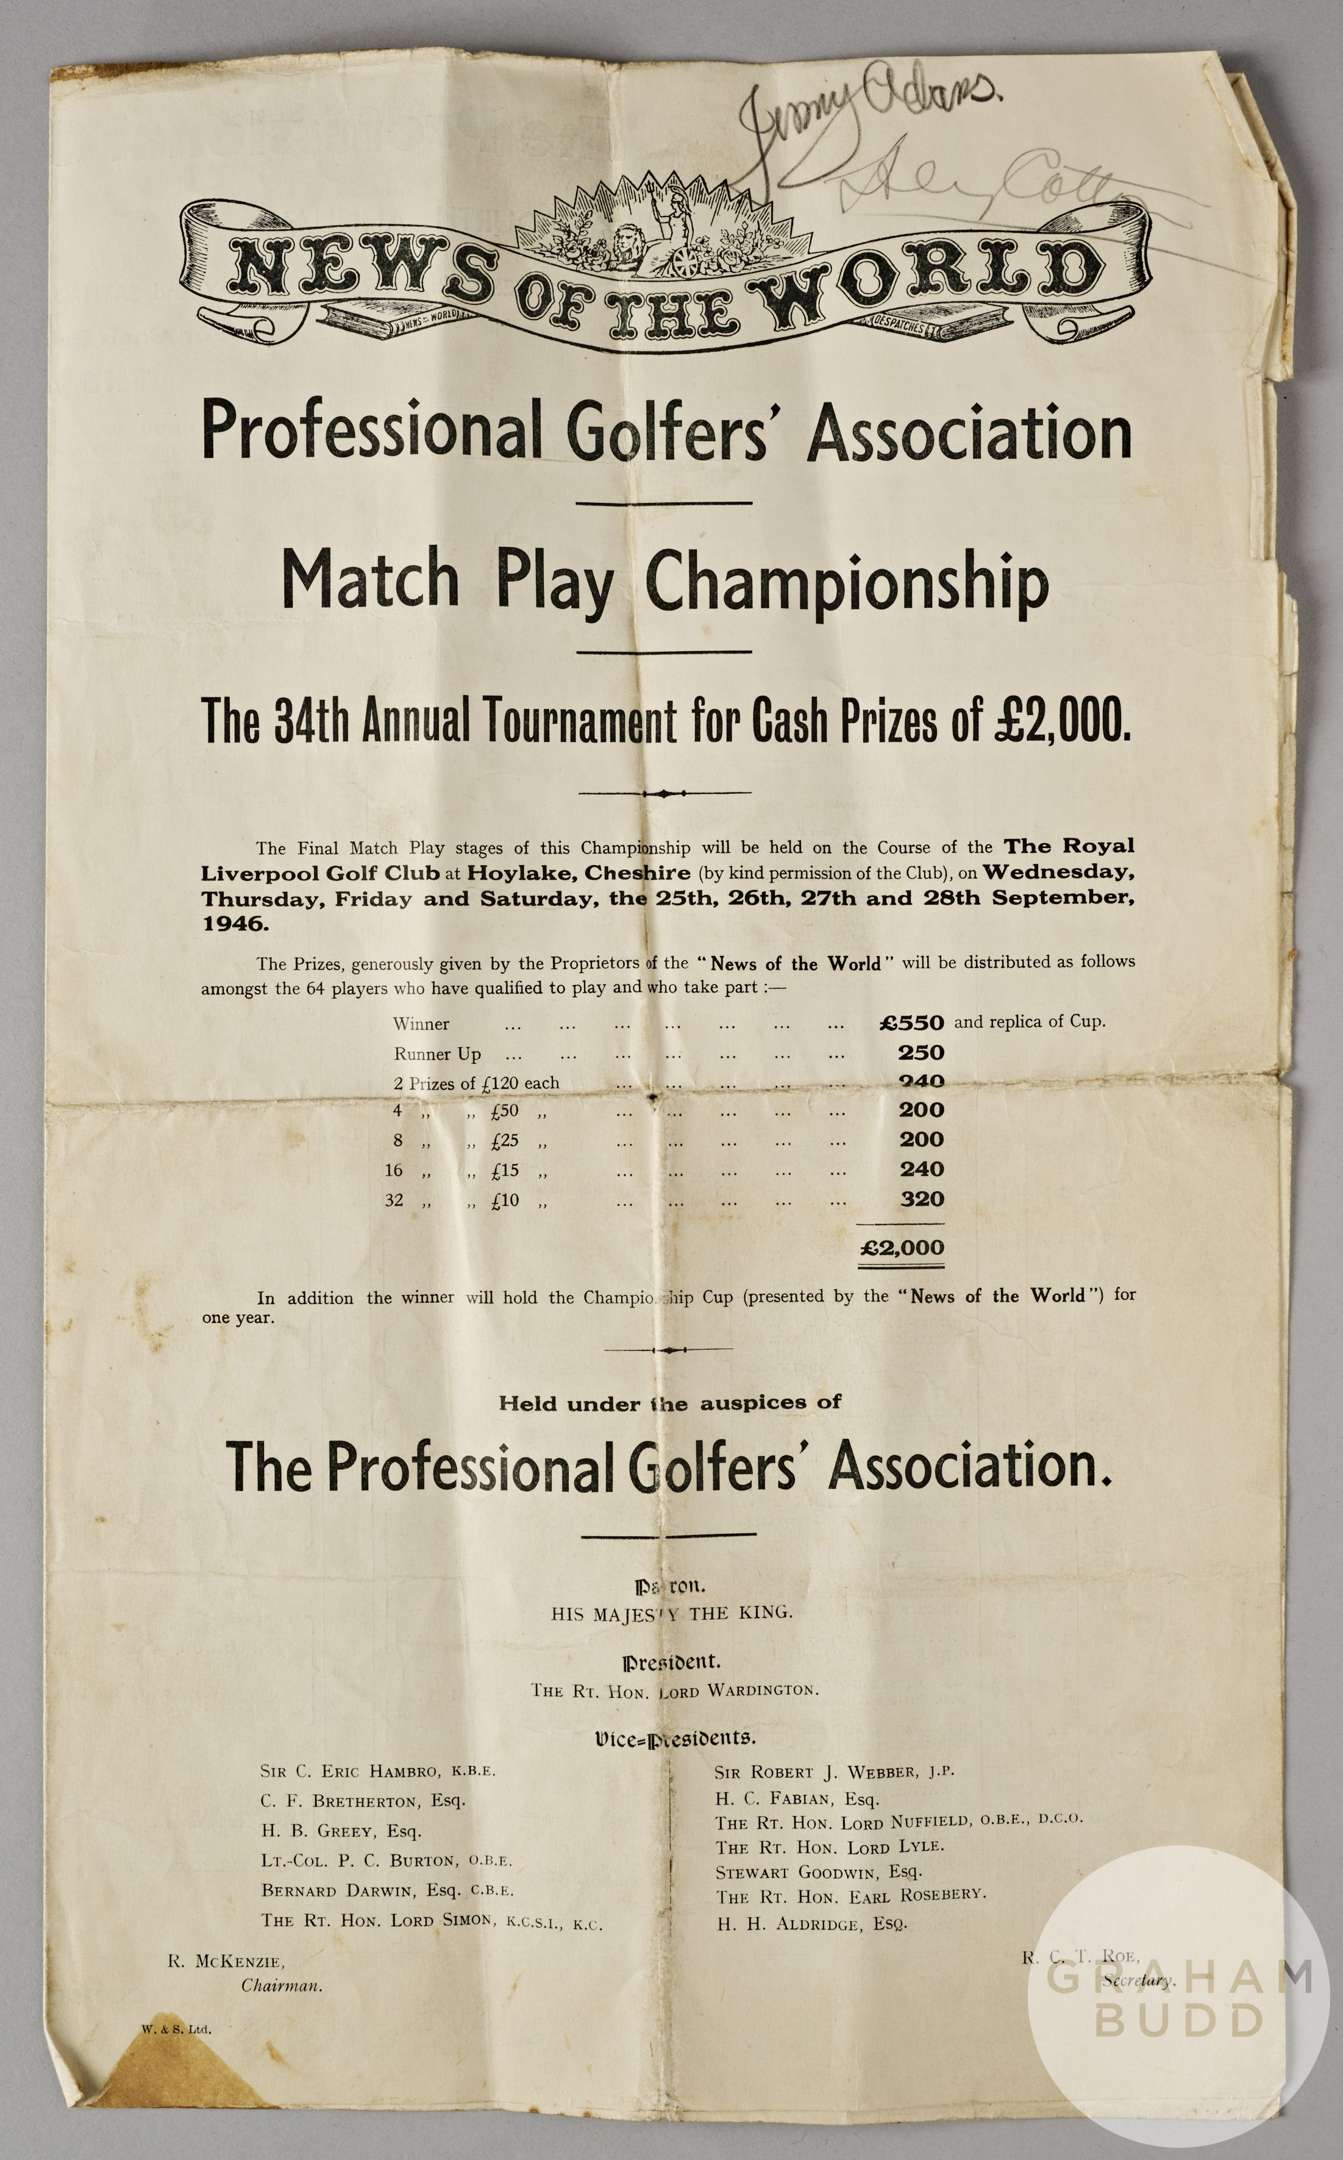 Jimmy Adams.
Henry Cotton
NEWS OF THE WORLD
NEWS OF WORLD
DESPATCHES
Professional Golfers' Association
Match Play Championship
The 34th Annual Tournament for Cash Prizes of £2,000.
The Final Match Play stages of this Championship will be held on the Course of the The Royal
Liverpool Golf Club at Hoylake, Cheshire (by kind permission of the Club), on Wednesday,
Thursday, Friday and Saturday, the 25th, 26th, 27th and 28th September,
1946.
The Prizes, generously given by the Proprietors of the "News of the World" will be distributed as follows
amongst the 64 players who have qualified to play and who take part :—
Winner ... ... ... ... ... ... ... £550 and replica of Cup.
Runner Up ... ... ... ... ... ... ... 250
2 Prizes of £120 each ... ... ... ... ... 240
4 „ „ £50 „ ... ... ... ... ... 200
8 „ „ £25 „ ... ... ... ... ... 200
16 „ „ £15 „ ... ... ... ... ... 240
32 „ „ £10 „ ... ... ... ... ... 320
£2,000
In addition the winner will hold the Championship Cup (presented by the "News of the World") for
one year.
Held under the auspices of
The Professional Golfers' Association.
Patron.
HIS MAJESTY THE KING.
President.
THE RT. HON. LORD WARDINGTON.
Vice=Presidents.
SIR C. ERIC HAMBRO, K.B.E.
C. F. BRETHERTON, Esq.
H. B. GREEY, Esq.
LT.-COL. P. C. BURTON, O.B.E.
BERNARD DARWIN, Esq. C.B.E.
THE RT. HON. LORD SIMON, K.C.S.I., K.C.
SIR ROBERT J. WEBBER, J.P.
H. C. FABIAN, Esq.
THE RT. HON. LORD NUFFIELD, O.B.E., D.C.O.
THE RT. HON. LORD LYLE.
STEWART GOODWIN, Esq.
THE RT. HON. EARL ROSEBERY.
H. H. ALDRIDGE, ESQ.
R. MCKENZIE,
Chairman.
R. C. T. ROE,
Secretary.
W. & S. Ltd.
GRAHAM
BUDD